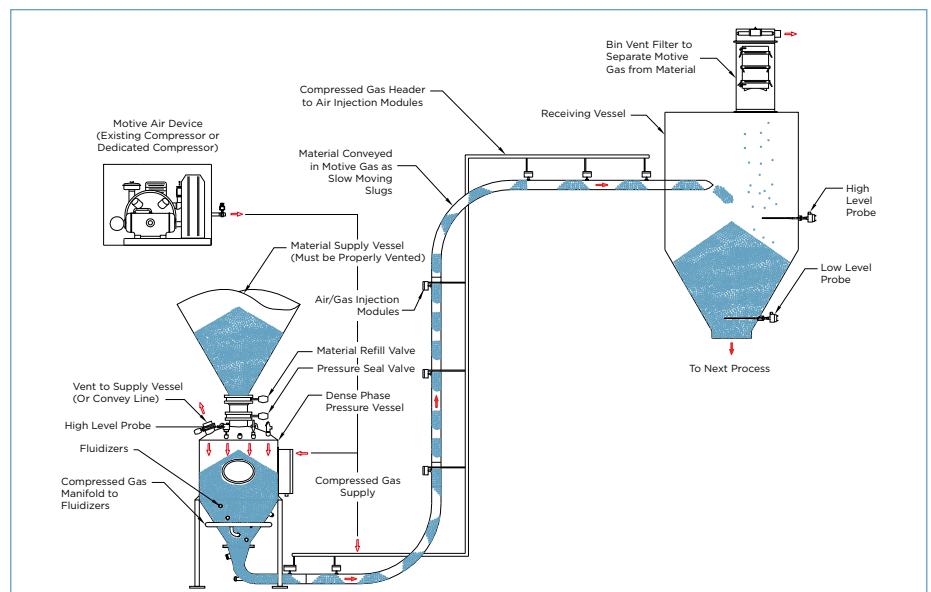 Bin Vent Filter to
Separate Motive
Gas from Material
Compressed Gas Header
to Air Injection Modules
Receiving Vessel
Motive Air Device
(Existing Compressor or
Dedicated Compressor)
Material Conveyed
in Motive Gas as
Slow Moving
Slugs
High
Level
Probe
Material Supply Vessel
(Must be Properly Vented)
Low Level
Probe
Air/Gas Injection
Modules
Material Refill Valve
To Next Process
Pressure Seal Valve
Vent to Supply Vessel
(Or Convey Line)
Dense Phase
Pressure Vessel
High Level Probe
Fluidizers
Compressed Gas
Supply
Compressed Gas
Manifold to
Fluidizers